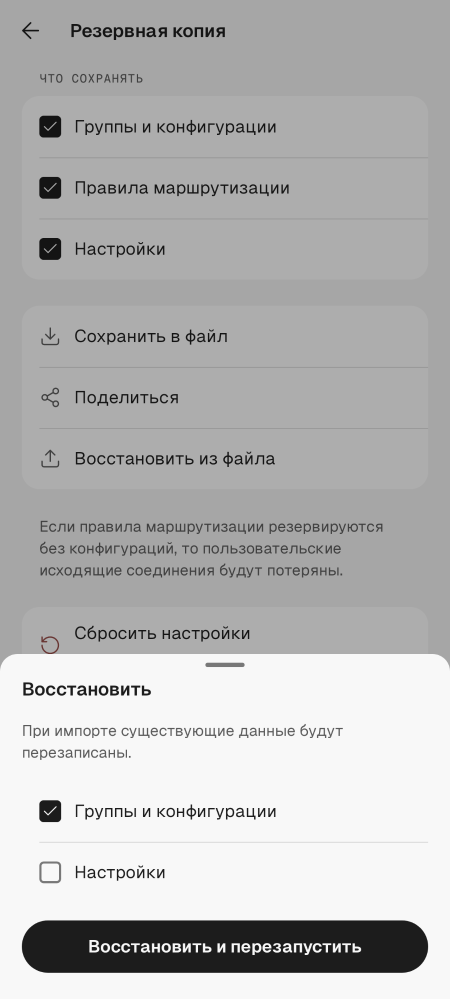 Резервная копия
ЧТО СОХРАНЯТЬ
Группы и конфигурации
Правила маршрутизации
Настройки
Сохранить в файл
Поделиться
Восстановить из файла
Если правила маршрутизации резервируются
без конфигураций, то пользовательские
исходящие соединения будут потеряны.
Сбросить настройки
Восстановить
При импорте существующие данные будут
перезаписаны.
Группы и конфигурации
Настройки
Восстановить и перезапустить